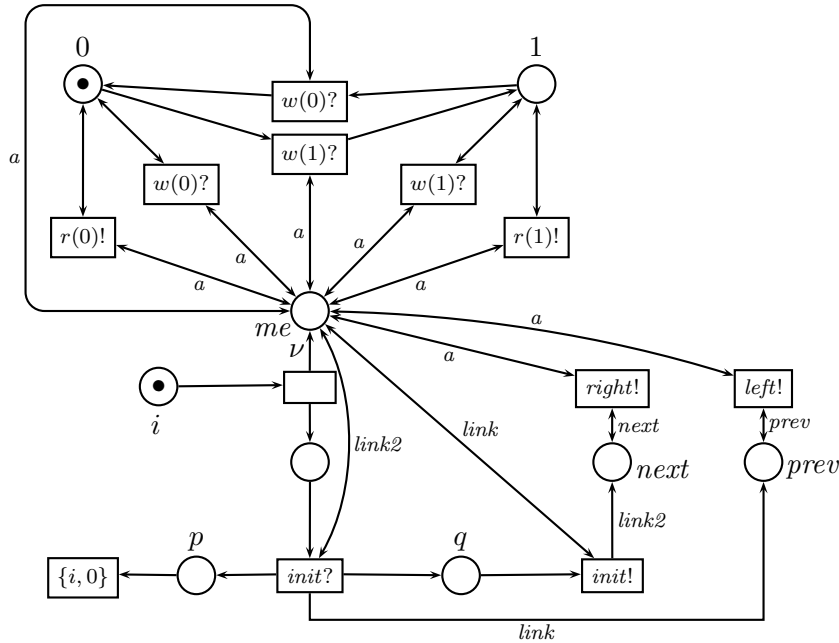 0 1
w(0)?
w(1)?
a
w(0)? w(1)?
r(0)! r(1)!
a a a
a a
me
ν
a
a
right! left!
i
link
next prev
link2
next prev
link2
p q
{i, 0} init? init!
link